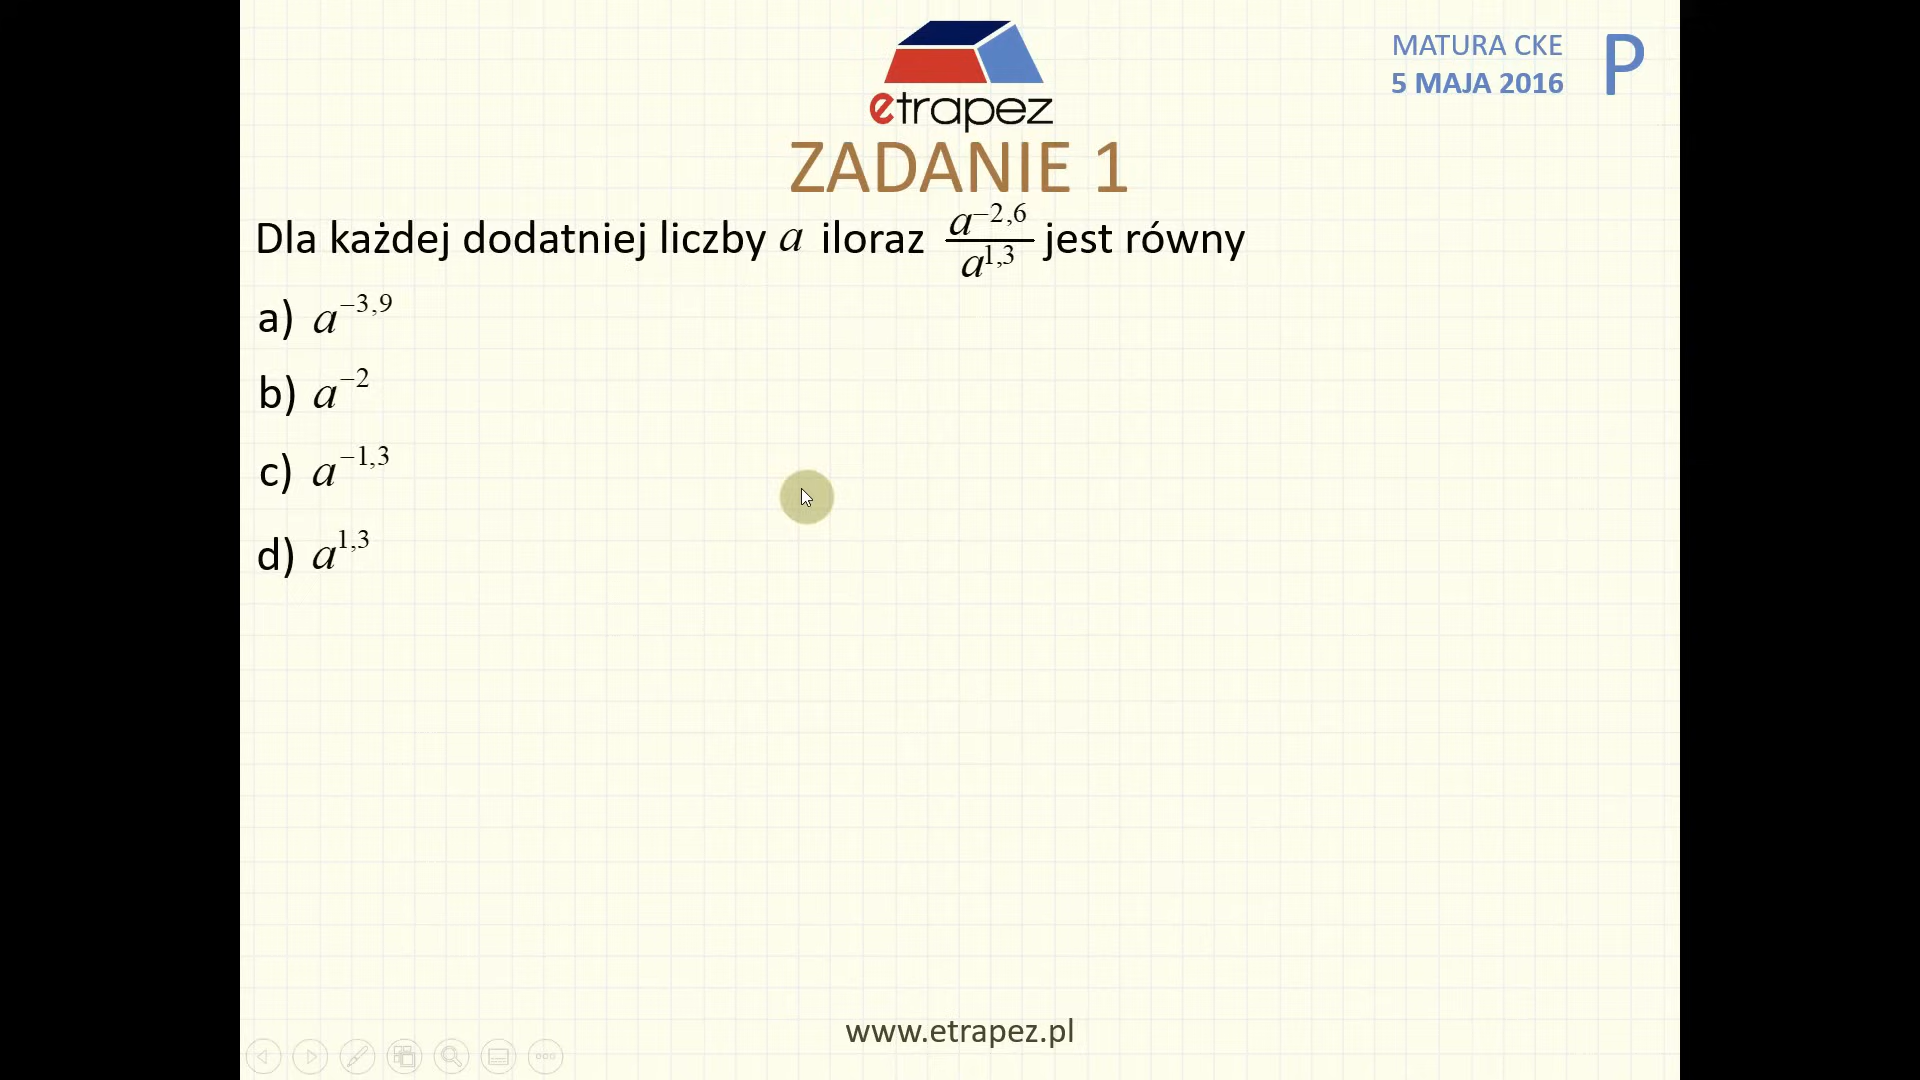 etrapez
MATURA CKE
5 MAJA 2016
P
ZADANIE 1
Dla każdej dodatniej liczby a iloraz a^{-2,6}/a^{1,3} jest równy
a) a^{-3,9}
b) a^{-2}
c) a^{-1,3}
d) a^{1,3}
www.etrapez.pl